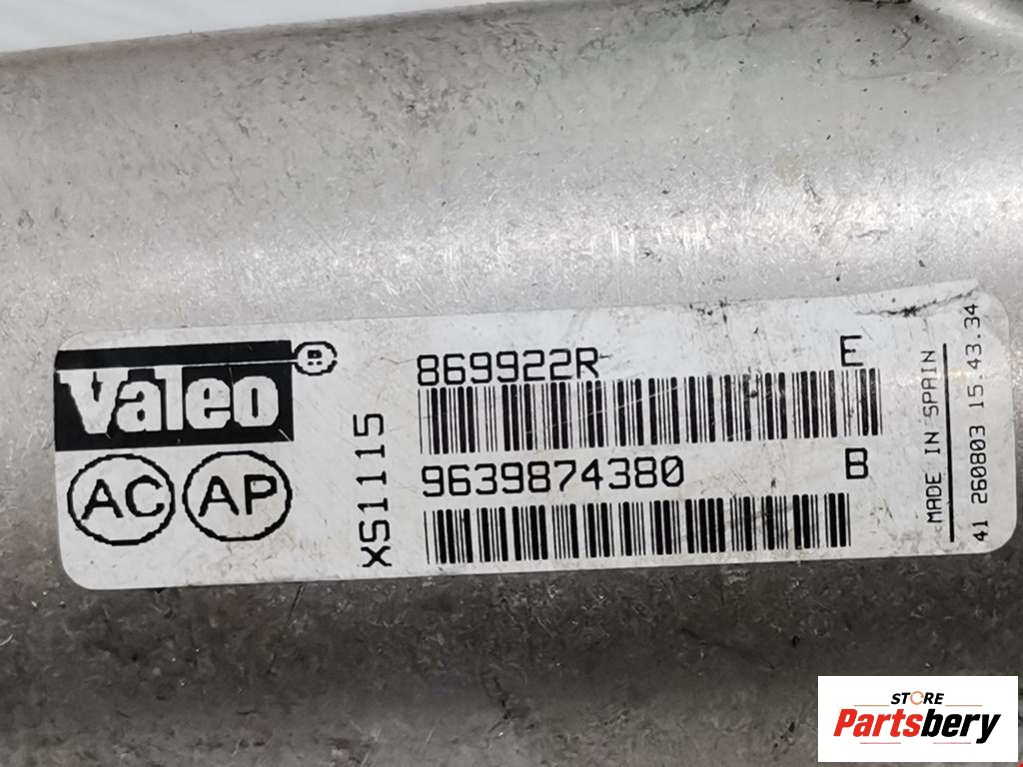 Valeo ®
AC AP
XS1115
869922R E
9639874380 B
MADE IN SPAIN
41 260803 15.43.34
STORE
Partsbery